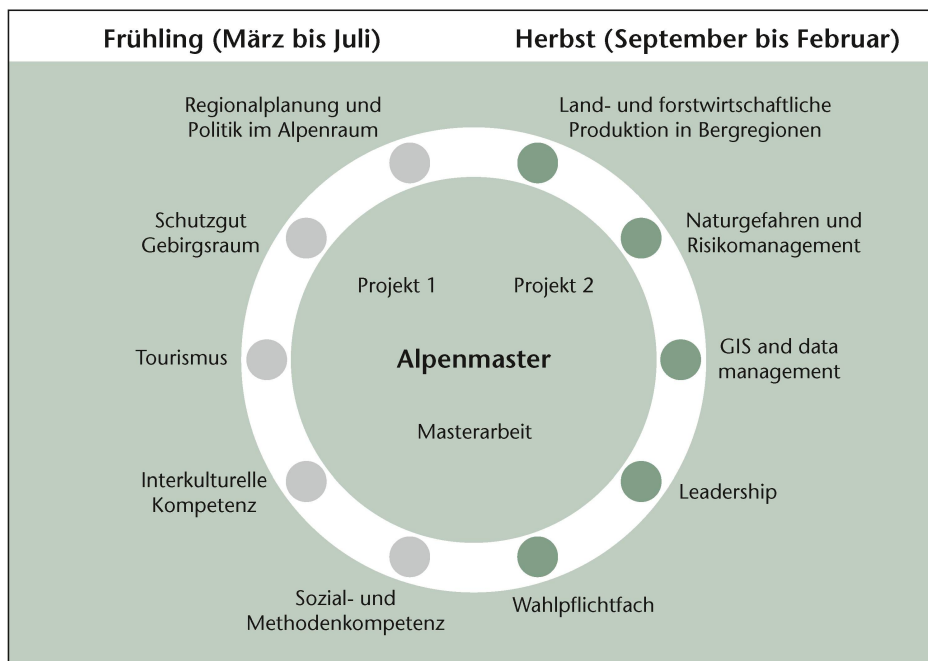 Frühling (März bis Juli)
Herbst (September bis Februar)
Regionalplanung und
Politik im Alpenraum
Land- und forstwirtschaftliche
Produktion in Bergregionen
Schutzgut
Gebirgsraum
Naturgefahren und
Risikomanagement
Projekt 1
Projekt 2
Tourismus
Alpenmaster
GIS and data
management
Masterarbeit
Interkulturelle
Kompetenz
Leadership
Sozial- und
Methodenkompetenz
Wahlpflichtfach